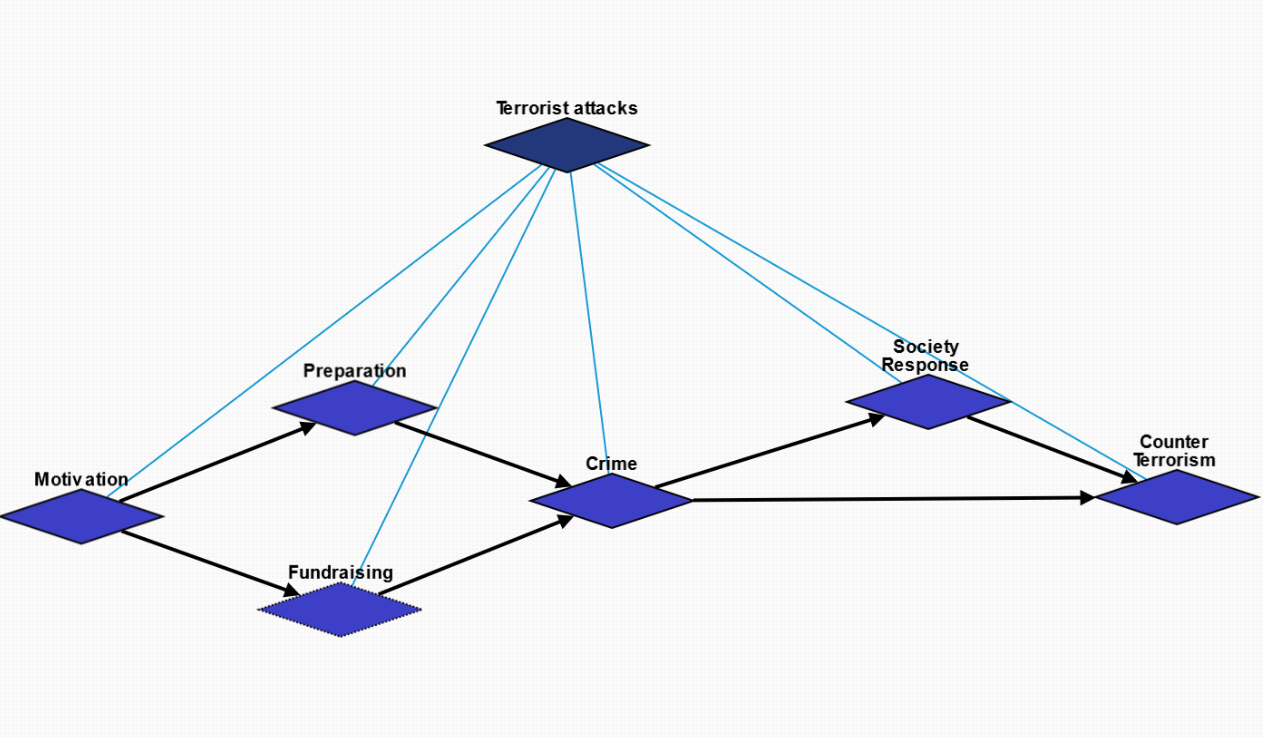 Terrorist attacks
Society
Response
Preparation
Counter
Terrorism
Crime
Motivation
Fundraising